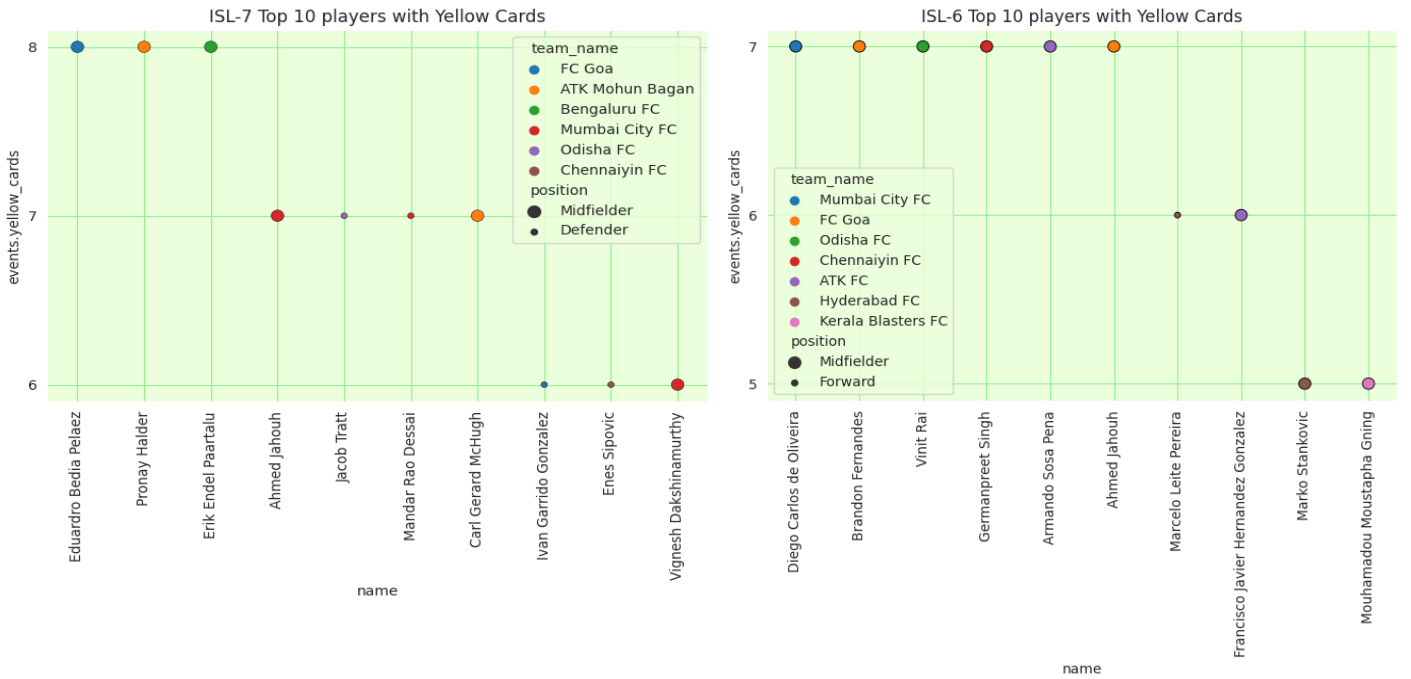 ISL-7 Top 10 players with Yellow Cards
events.yellow_cards
8
7
6
team_name
FC Goa
ATK Mohun Bagan
Bengaluru FC
Mumbai City FC
Odisha FC
Chennaiyin FC
position
Midfielder
Defender
Eduardro Bedia Pelaez
Pronay Halder
Erik Endel Paartalu
Ahmed Jahouh
Jacob Tratt
Mandar Rao Dessai
Carl Gerard McHugh
Ivan Garrido Gonzalez
Enes Sipovic
Vignesh Dakshinamurthy
name
ISL-6 Top 10 players with Yellow Cards
events.yellow_cards
7
6
5
team_name
Mumbai City FC
FC Goa
Odisha FC
Chennaiyin FC
ATK FC
Hyderabad FC
Kerala Blasters FC
position
Midfielder
Forward
Diego Carlos de Oliveira
Brandon Fernandes
Vinit Rai
Germanpreet Singh
Armando Sosa Pena
Ahmed Jahouh
Marcelo Leite Pereira
Francisco Javier Hernandez Gonzalez
Marko Stankovic
Mouhamadou Moustapha Gning
name